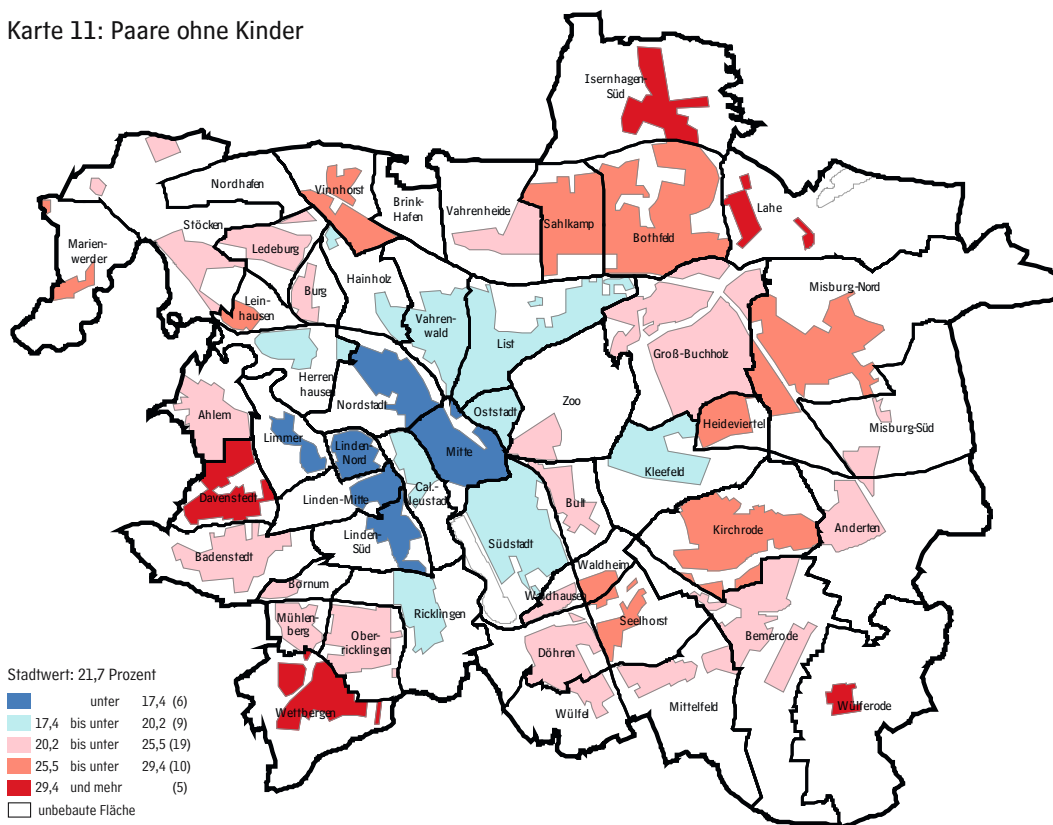 Karte 11: Paare ohne Kinder
Isernhagen-
Süd
Nordhafen
Vinnhorst
Brink-
Hafen
Vahrenheide
Sahlkamp
Bothfeld
Lahe
Marien-
werder
Stöcken
Ledeburg
Burg
Hainholz
Lein-
hausen
Vahren-
wald
List
Misburg-Nord
Groß-Buchholz
Herren-
hausen
Nordstadt
Oststadt
Zoo
Heideviertel
Misburg-Süd
Ahlem
Limmer
Linden-
Nord
Mitte
Kleefeld
Davenstedt
Linden-Mitte
Cal.-
Neustadt
Bult
Kirchrode
Anderten
Badenstedt
Linden-
Süd
Südstadt
Waldheim
Bornum
Waldhausen
Seelhorst
Mühlen-
berg
Ober-
ricklingen
Ricklingen
Döhren
Bemerode
Wettbergen
Wülfel
Mittelfeld
Wülferode
Stadtwert: 21,7 Prozent
unter 17,4 (6)
17,4 bis unter 20,2 (9)
20,2 bis unter 25,5 (19)
25,5 bis unter 29,4 (10)
29,4 und mehr (5)
unbebaute Fläche